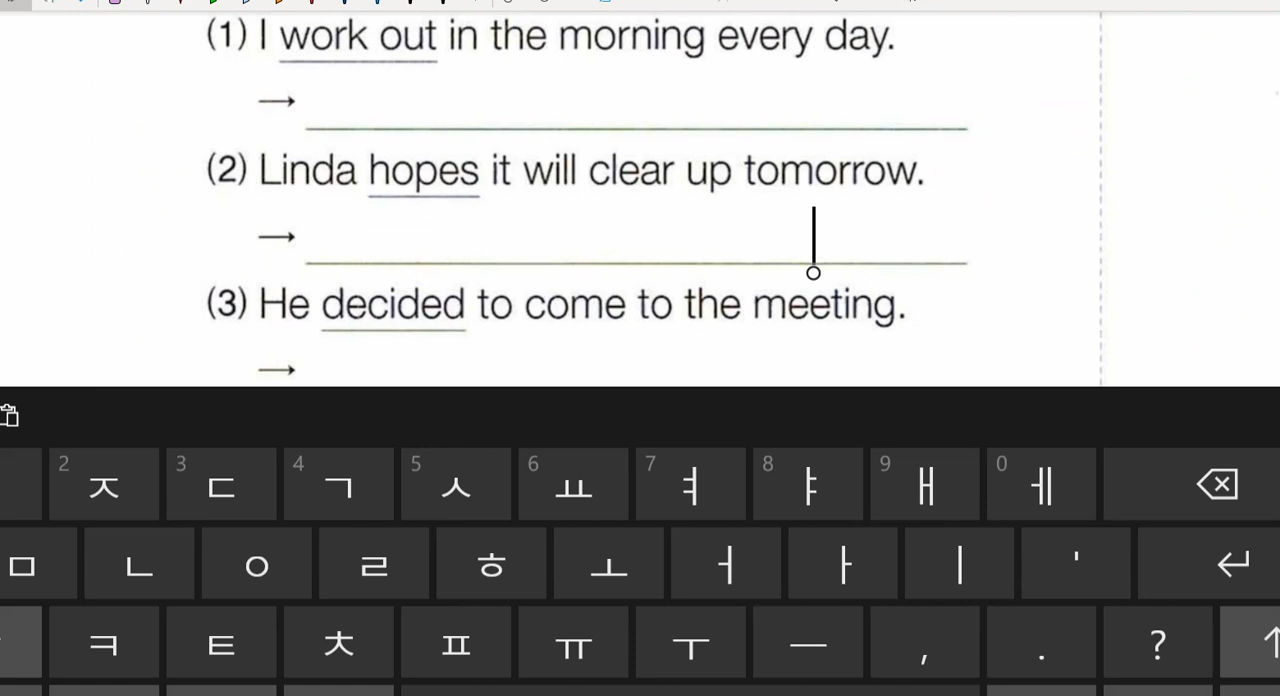 (1) I work out in the morning every day.
→
(2) Linda hopes it will clear up tomorrow.
→
(3) He decided to come to the meeting.
→
2 ㅈ 3 ㄷ 4 ㄱ 5 ㅅ 6 ㅛ 7 ㅕ 8 ㅑ 9 ㅐ 0 ㅔ
ㅁ ㄴ ㅇ ㄹ ㅎ ㅗ ㅓ ㅏ ㅣ '
ㅋ ㅌ ㅊ ㅍ ㅠ ㅜ ㅡ , . ?